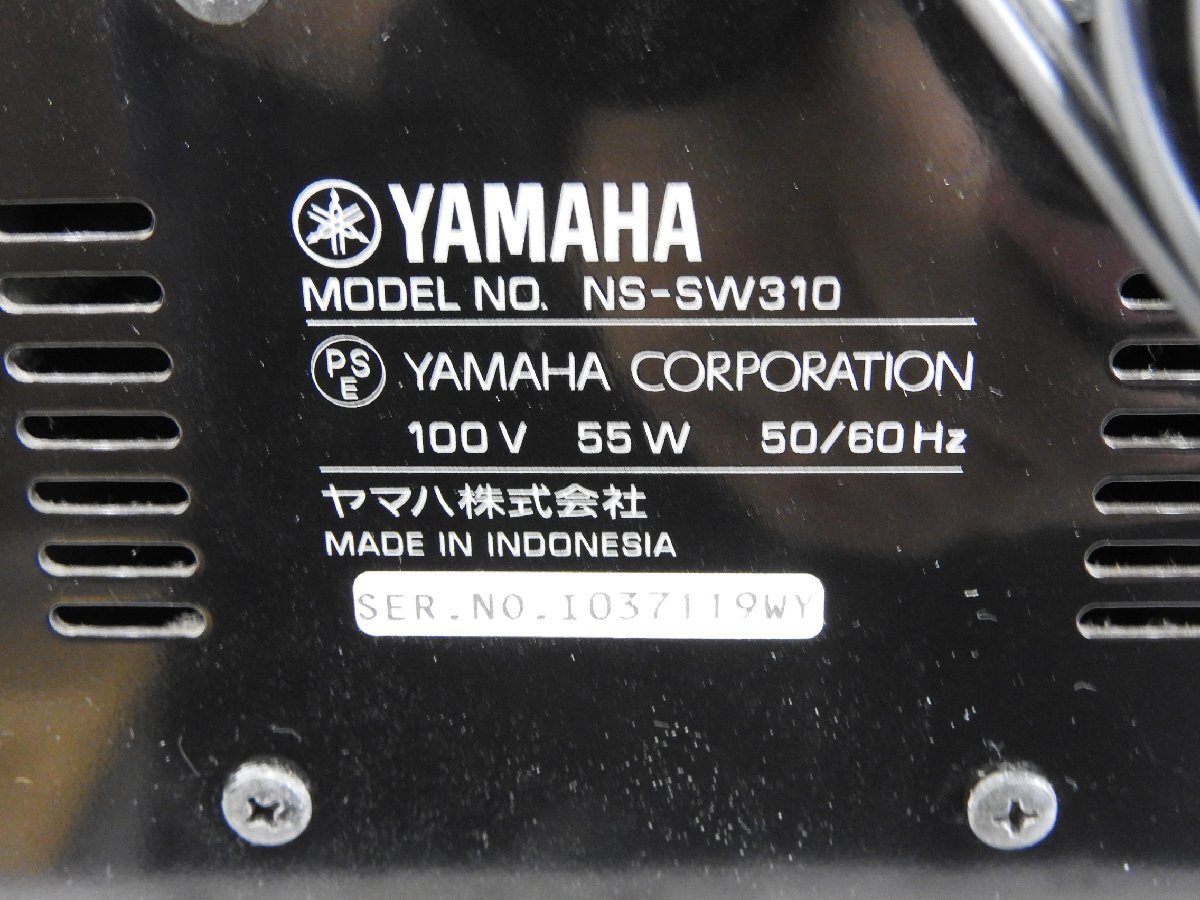 YAMAHA
MODEL NO. NS-SW310
PSE YAMAHA CORPORATION
100V 55W 50/60Hz
ヤマハ株式会社
MADE IN INDONESIA
SER.NO.I037119WY